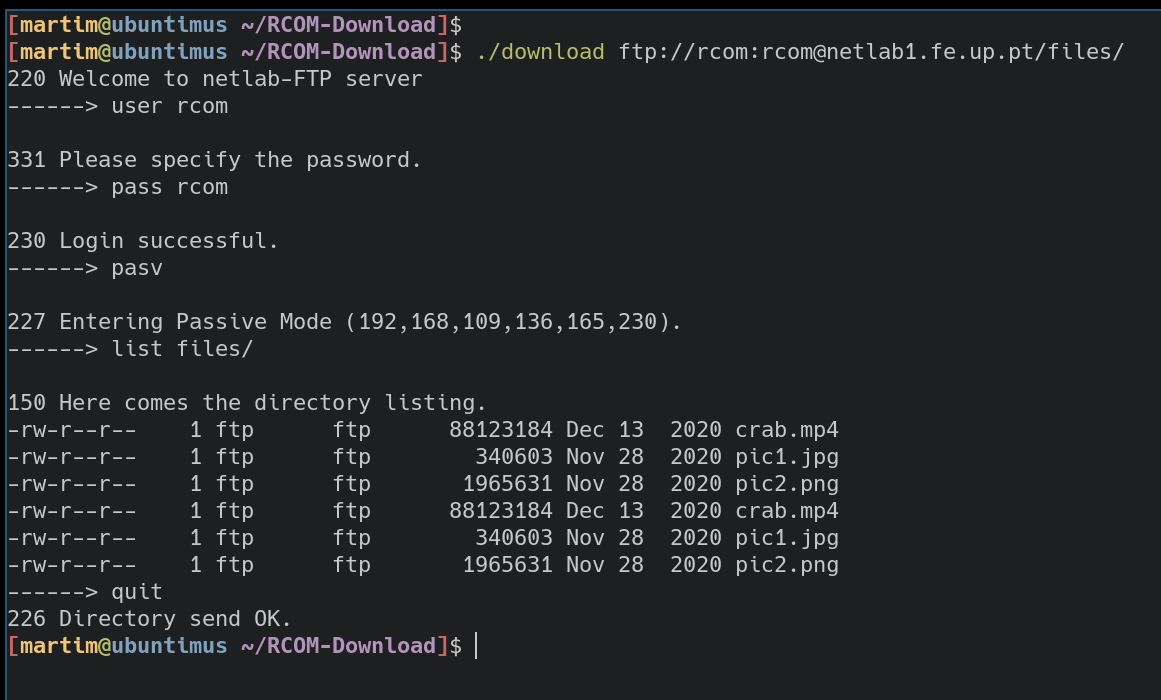 [martim@ubuntimus ~/RCOM-Download]$
[martim@ubuntimus ~/RCOM-Download]$ ./download ftp://rcom:rcom@netlab1.fe.up.pt/files/
220 Welcome to netlab-FTP server
------> user rcom
331 Please specify the password.
------> pass rcom
230 Login successful.
------> pasv
227 Entering Passive Mode (192,168,109,136,165,230).
------> list files/
150 Here comes the directory listing.
-rw-r--r--    1 ftp      ftp      88123184 Dec 13  2020 crab.mp4
-rw-r--r--    1 ftp      ftp        340603 Nov 28  2020 pic1.jpg
-rw-r--r--    1 ftp      ftp       1965631 Nov 28  2020 pic2.png
-rw-r--r--    1 ftp      ftp      88123184 Dec 13  2020 crab.mp4
-rw-r--r--    1 ftp      ftp        340603 Nov 28  2020 pic1.jpg
-rw-r--r--    1 ftp      ftp       1965631 Nov 28  2020 pic2.png
------> quit
226 Directory send OK.
[martim@ubuntimus ~/RCOM-Download]$